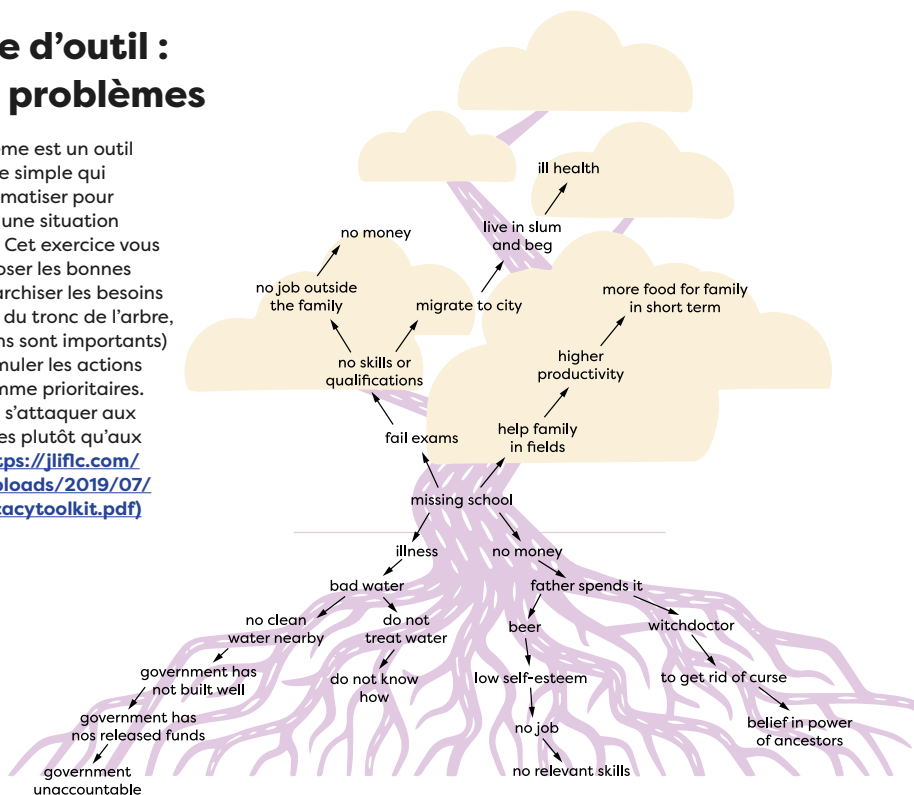 e d’outil :
problèmes
ème est un outil
e simple qui
matiser pour
une situation
Cet exercice vous
oser les bonnes
archiser les besoins
du tronc de l’arbre,
ns sont importants)
muler les actions
mme prioritaires.
s’attaquer aux
es plutôt qu’aux
tps://jliflc.com/
ploads/2019/07/
cacytoolkit.pdf)
ill health
live in slum
and beg
no money
no job outside
the family
migrate to city
more food for family
in short term
no skills or
qualifications
higher
productivity
fail exams
help family
in fields
missing school
illness
no money
bad water
father spends it
no clean
water nearby
do not
treat water
beer
witchdoctor
government has
not built well
do not know
how
low self-esteem
to get rid of curse
government has
nos released funds
no job
belief in power
of ancestors
government
unaccountable
no relevant skills